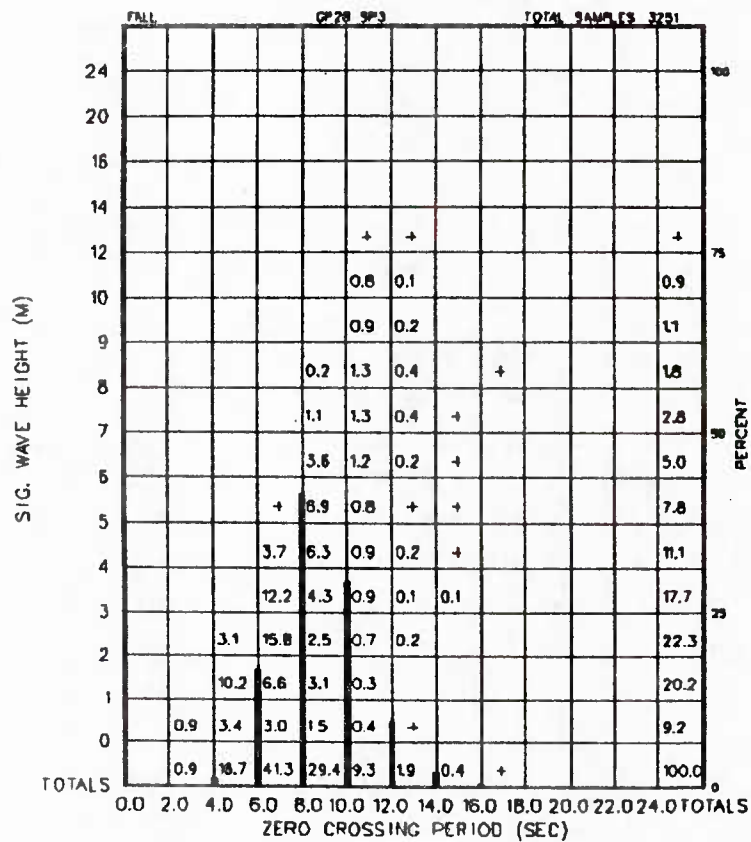 FALL GP28 SP3 TOTAL SAMPLES 3251
24 100
20
16
14
+ + +
12 75
0.8 0.1 0.9
10
0.9 0.2 1.1
9
0.2 1.3 0.4 + 1.8
8
1.1 1.3 0.4 + 2.8
7 50
3.6 1.2 0.2 + 5.0
6
+ 6.9 0.8 + + 7.8
5
3.7 6.3 0.9 0.2 + 11.1
4
12.2 4.3 0.9 0.1 0.1 17.7
3 25
3.1 15.8 2.5 0.7 0.2 22.3
2
10.2 6.6 3.1 0.3 20.2
1
0.9 3.4 3.0 1.5 0.4 + 9.2
0
0.9 16.7 41.3 29.4 9.3 1.9 0.4 + 100.0
TOTALS 0
0.0 2.0 4.0 6.0 8.0 10.0 12.0 14.0 16.0 18.0 20.0 22.0 24.0 TOTALS
ZERO CROSSING PERIOD (SEC)
SIG. WAVE HEIGHT (M)
PERCENT